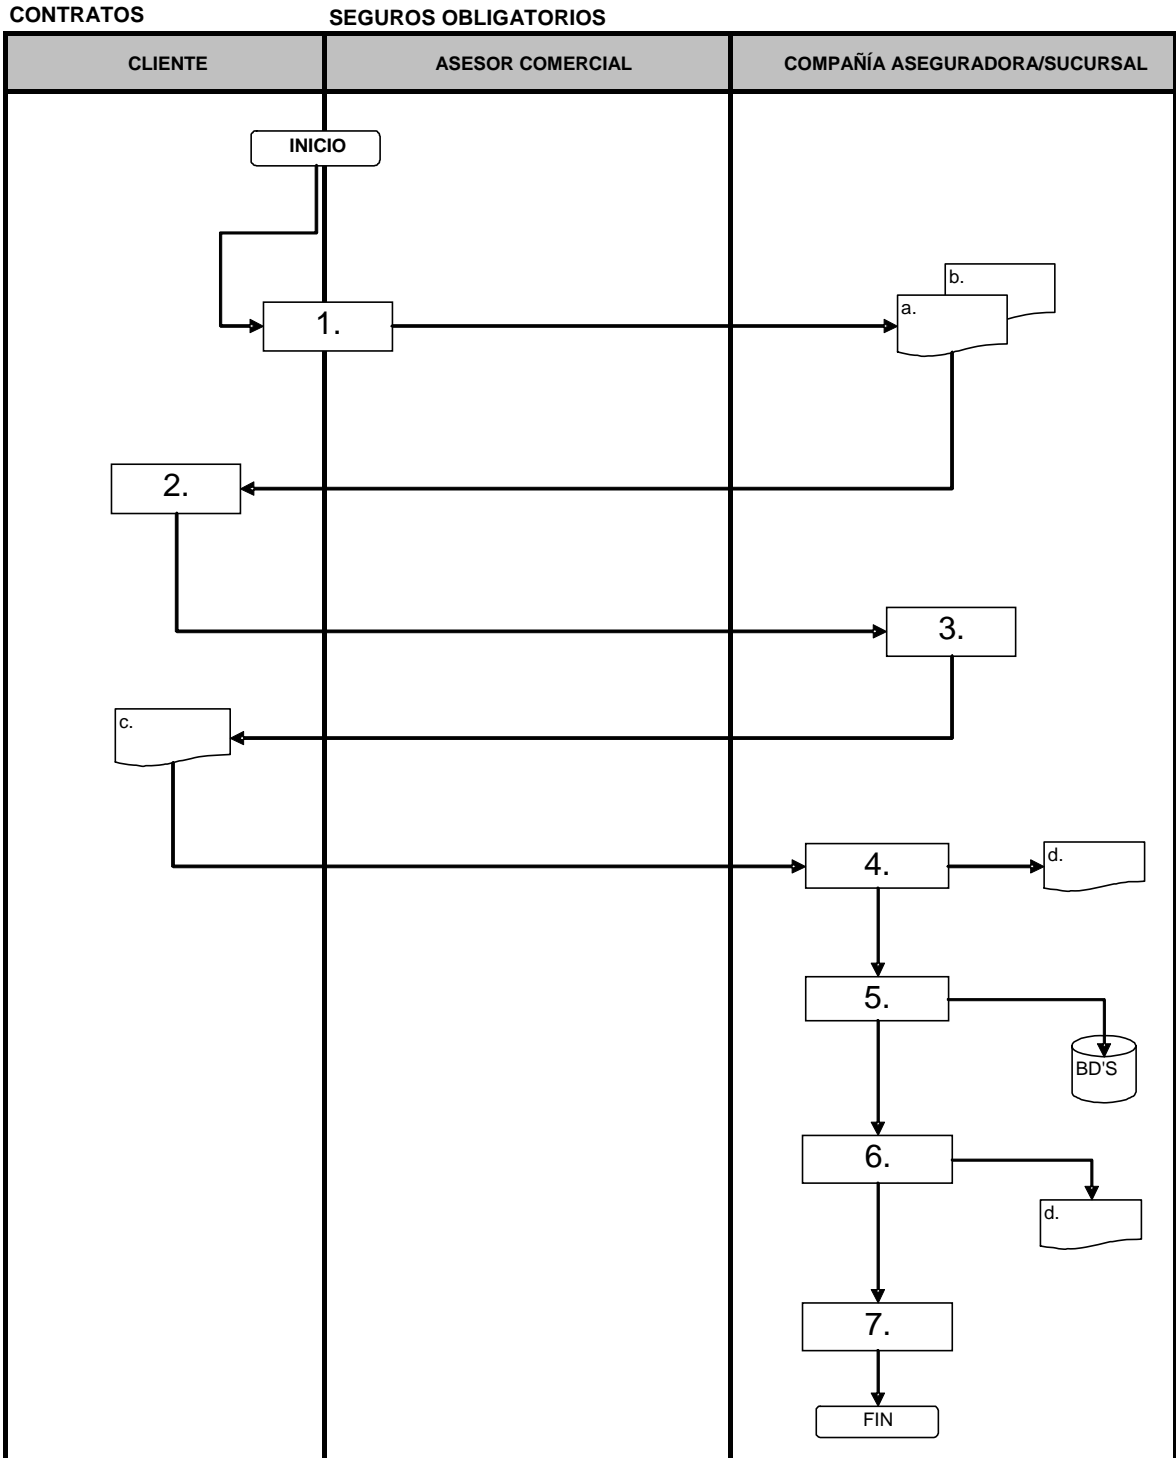 CONTRATOS
SEGUROS OBLIGATORIOS
CLIENTE
ASESOR COMERCIAL
COMPAÑÍA ASEGURADORA/SUCURSAL
INICIO
b.
a.
1.
2.
3.
c.
4.
d.
5.
BD'S
6.
d.
7.
FIN